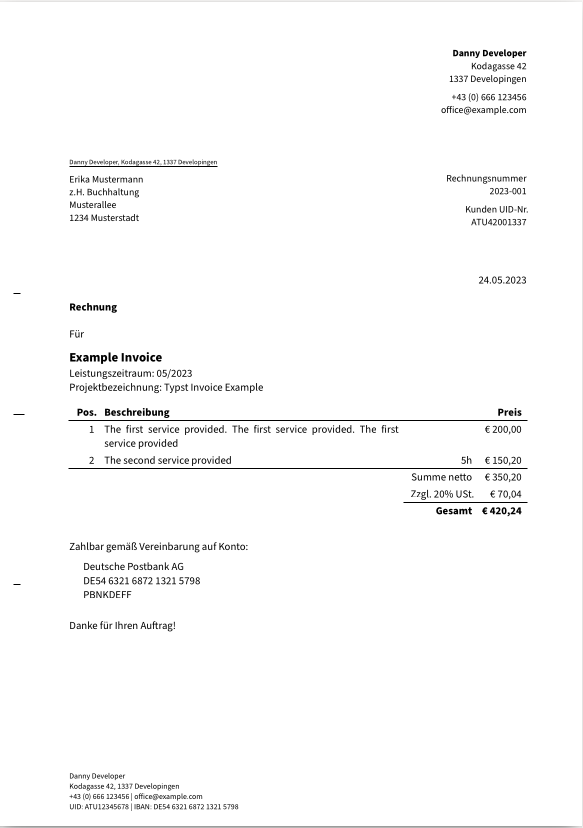 Danny Developer
Kodagasse 42
1337 Developingen
+43 (0) 666 123456
office@example.com
Danny Developer, Kodagasse 42, 1337 Developingen
Erika Mustermann
z.H. Buchhaltung
Musterallee
1234 Musterstadt
Rechnungsnummer
2023-001
Kunden UID-Nr.
ATU42001337
24.05.2023
Rechnung
Für
Example Invoice
Leistungszeitraum: 05/2023
Projektbezeichnung: Typst Invoice Example
Pos. Beschreibung Preis
1 The first service provided. The first service provided. The first € 200,00
service provided
2 The second service provided 5h € 150,20
Summe netto € 350,20
Zzgl. 20% USt. € 70,04
Gesamt € 420,24
Zahlbar gemäß Vereinbarung auf Konto:
Deutsche Postbank AG
DE54 6321 6872 1321 5798
PBNKDEFF
Danke für Ihren Auftrag!
Danny Developer
Kodagasse 42, 1337 Developingen
+43 (0) 666 123456 | office@example.com
UID: ATU12345678 | IBAN: DE54 6321 6872 1321 5798